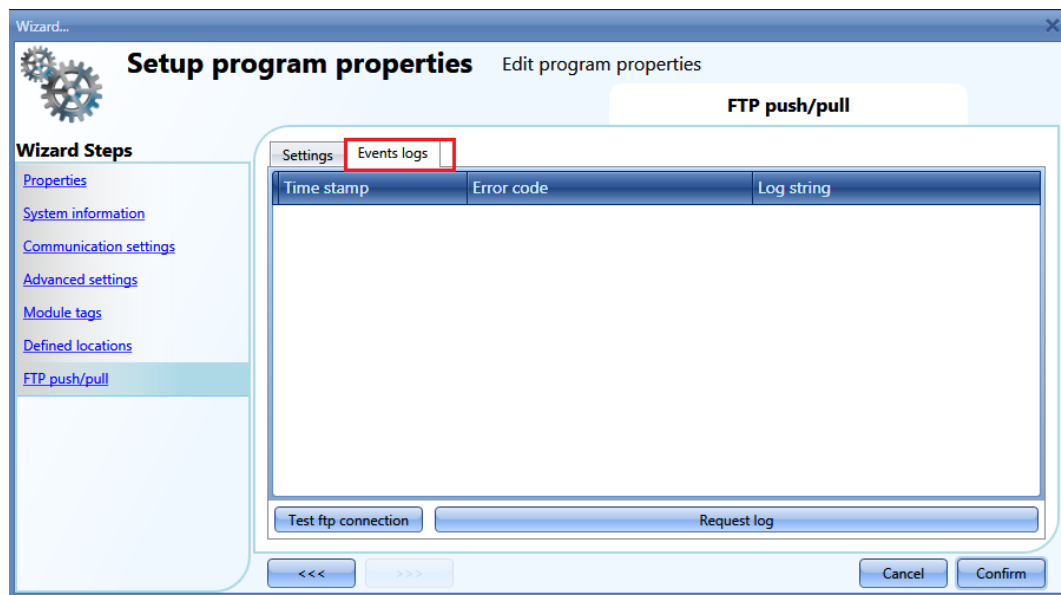 Wizard...
Setup program properties Edit program properties
FTP push/pull
Wizard Steps
Properties
System information
Communication settings
Advanced settings
Module tags
Defined locations
FTP push/pull
Settings Events logs
Time stamp Error code Log string
Test ftp connection Request log
<<< >>> Cancel Confirm